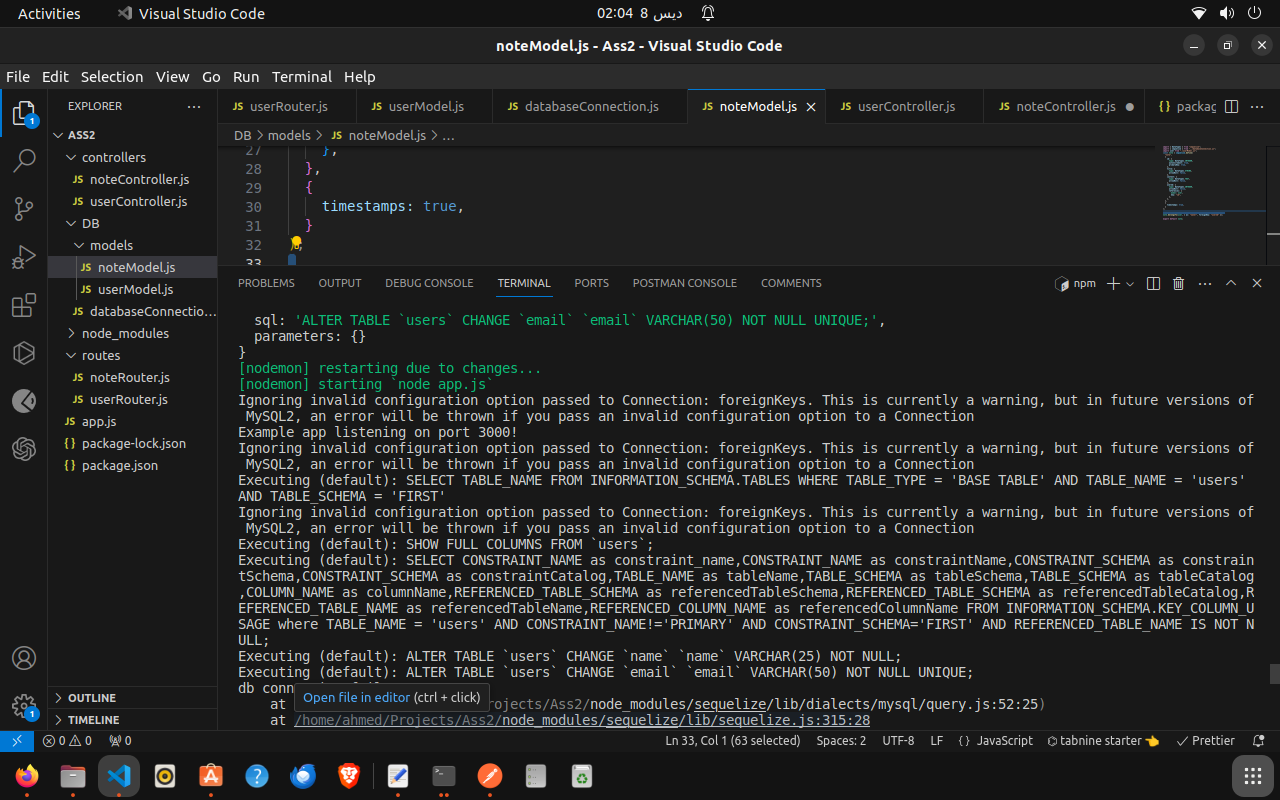 Activities
Visual Studio Code
02:04 8 ديس
noteModel.js - Ass2 - Visual Studio Code
File Edit Selection View Go Run Terminal Help
EXPLORER
ASS2
controllers
JS noteController.js
JS userController.js
DB
models
JS noteModel.js
JS userModel.js
JS databaseConnectio...
node_modules
routes
JS noteRouter.js
JS userRouter.js
JS app.js
{} package-lock.json
{} package.json
OUTLINE
TIMELINE
1
1
JS userRouter.js
JS userModel.js
JS databaseConnection.js
JS noteModel.js
JS userController.js
JS noteController.js
{} packag
DB > models > JS noteModel.js > ...
27 },
28 },
29 {
30 timestamps: true,
31 }
32 );
33
PROBLEMS OUTPUT DEBUG CONSOLE TERMINAL PORTS POSTMAN CONSOLE COMMENTS
npm
sql: 'ALTER TABLE `users` CHANGE `email` `email` VARCHAR(50) NOT NULL UNIQUE;',
parameters: {}
}
[nodemon] restarting due to changes...
[nodemon] starting `node app.js`
Ignoring invalid configuration option passed to Connection: foreignKeys. This is currently a warning, but in future versions of
MySQL2, an error will be thrown if you pass an invalid configuration option to a Connection
Example app listening on port 3000!
Ignoring invalid configuration option passed to Connection: foreignKeys. This is currently a warning, but in future versions of
MySQL2, an error will be thrown if you pass an invalid configuration option to a Connection
Executing (default): SELECT TABLE_NAME FROM INFORMATION_SCHEMA.TABLES WHERE TABLE_TYPE = 'BASE TABLE' AND TABLE_NAME = 'users'
AND TABLE_SCHEMA = 'FIRST'
Ignoring invalid configuration option passed to Connection: foreignKeys. This is currently a warning, but in future versions of
MySQL2, an error will be thrown if you pass an invalid configuration option to a Connection
Executing (default): SHOW FULL COLUMNS FROM `users`;
Executing (default): SELECT CONSTRAINT_NAME as constraint_name,CONSTRAINT_NAME as constraintName,CONSTRAINT_SCHEMA as constrain
tSchema,CONSTRAINT_SCHEMA as constraintCatalog,TABLE_NAME as tableName,TABLE_SCHEMA as tableSchema,TABLE_SCHEMA as tableCatalog
,COLUMN_NAME as columnName,REFERENCED_TABLE_SCHEMA as referencedTableSchema,REFERENCED_TABLE_SCHEMA as referencedTableCatalog,R
EFERENCED_TABLE_NAME as referencedTableName,REFERENCED_COLUMN_NAME as referencedColumnName FROM INFORMATION_SCHEMA.KEY_COLUMN_U
SAGE where TABLE_NAME = 'users' AND CONSTRAINT_NAME!='PRIMARY' AND CONSTRAINT_SCHEMA='FIRST' AND REFERENCED_TABLE_NAME IS NOT N
ULL;
Executing (default): ALTER TABLE `users` CHANGE `name` `name` VARCHAR(25) NOT NULL;
Executing (default): ALTER TABLE `users` CHANGE `email` `email` VARCHAR(50) NOT NULL UNIQUE;
db conn
Open file in editor (ctrl + click)
at rojects/Ass2/node_modules/sequelize/lib/dialects/mysql/query.js:52:25)
at /home/ahmed/Projects/Ass2/node_modules/sequelize/lib/sequelize.js:315:28
0 0 0
Ln 33, Col 1 (63 selected) Spaces: 2 UTF-8 LF {} JavaScript tabnine starter Prettier